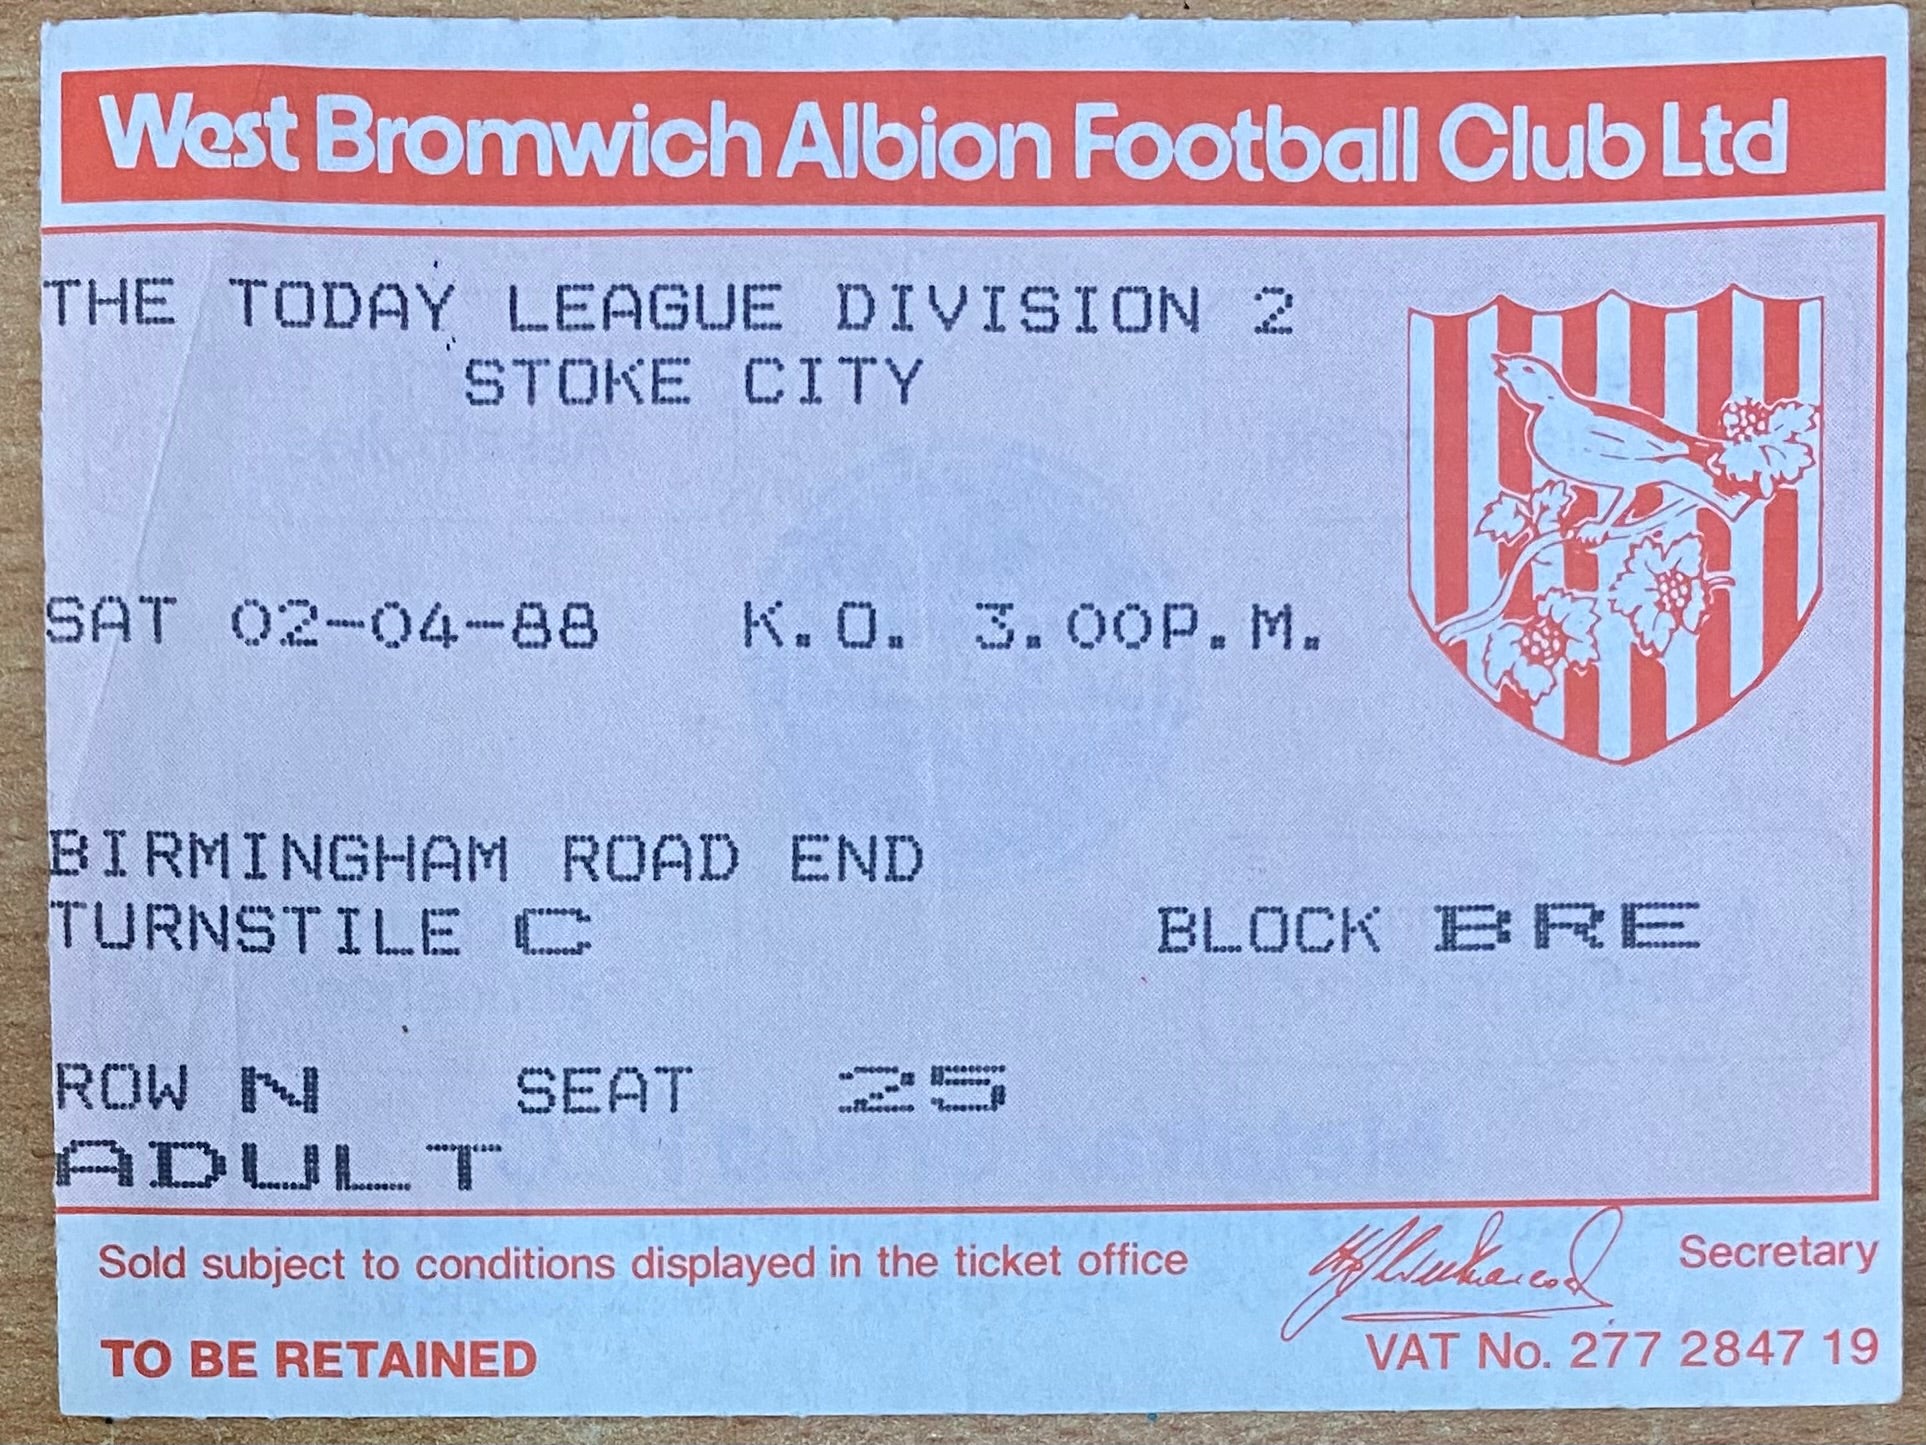 West Bromwich Albion Football Club Ltd
THE TODAY LEAGUE DIVISION 2
STOKE CITY
SAT 02-04-88 K.O. 3.00P.M.
BIRMINGHAM ROAD END
TURNSTILE C BLOCK BRE
ROW N SEAT 25
ADULT
Sold subject to conditions displayed in the ticket office
Secretary
TO BE RETAINED
VAT No. 277 2847 19